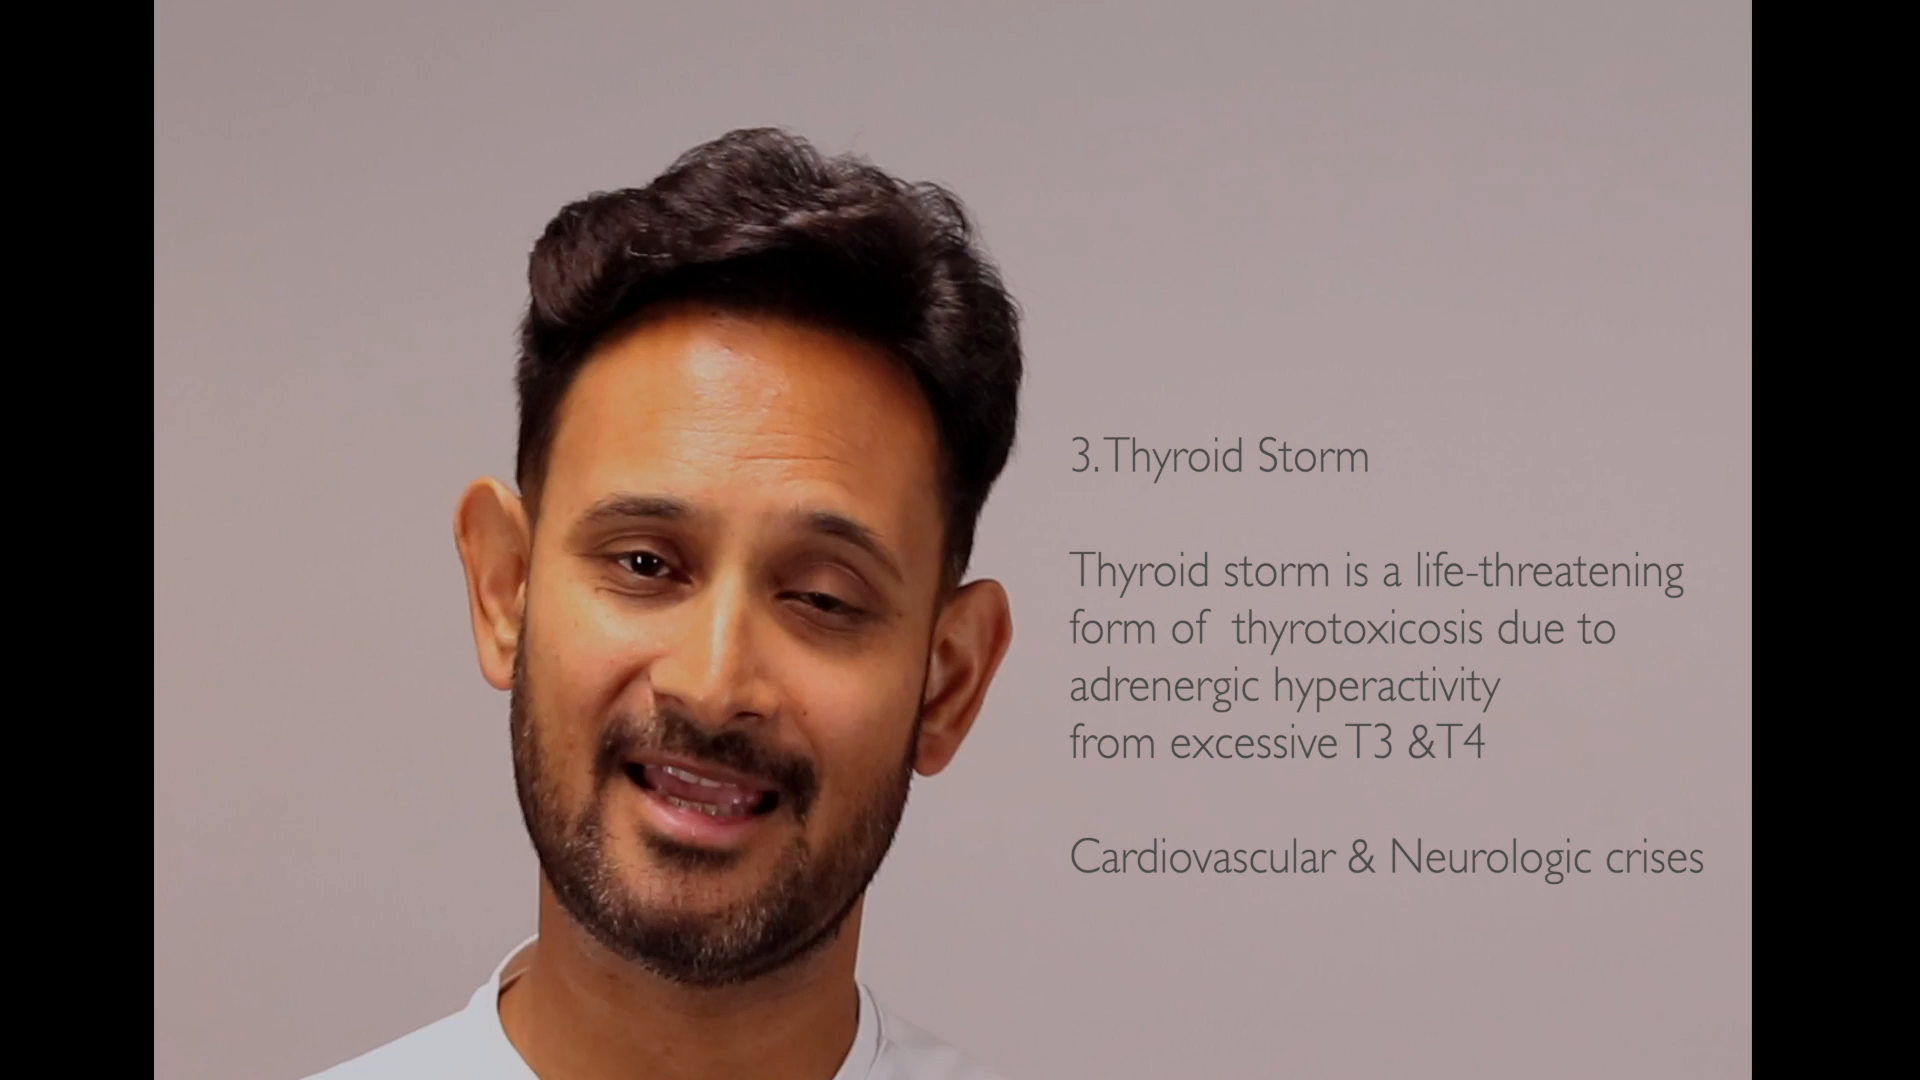 3. Thyroid Storm
Thyroid storm is a life-threatening
form of thyrotoxicosis due to
adrenergic hyperactivity
from excessive T3 &T4
Cardiovascular & Neurologic crises